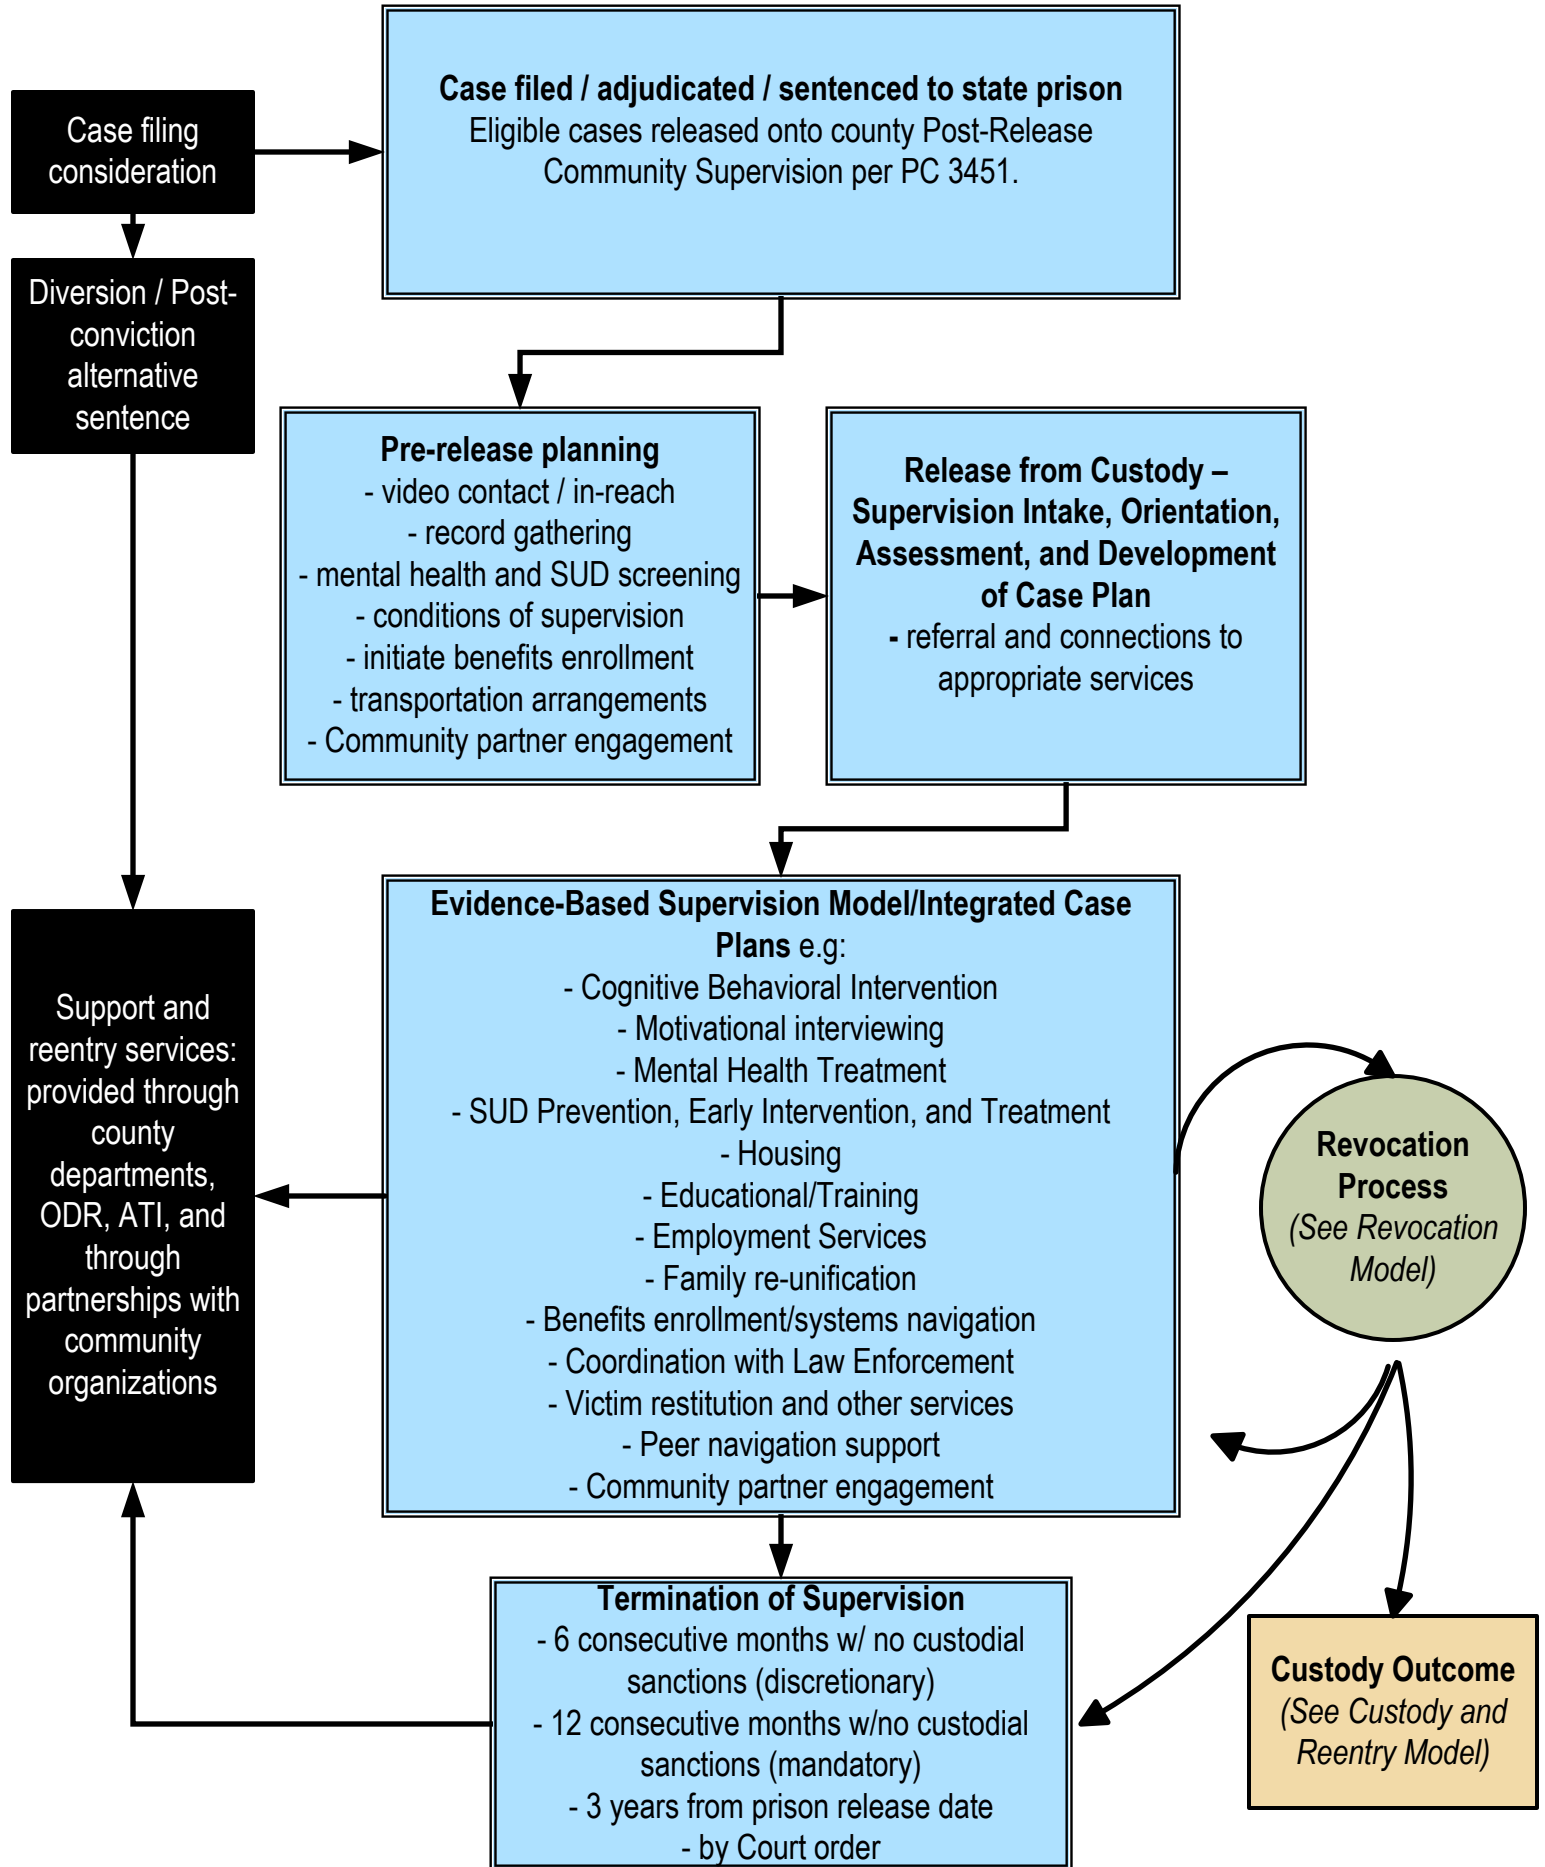 Case filed / adjudicated / sentenced to state prison
Eligible cases released onto county Post-Release
Community Supervision per PC 3451.
Case filing
consideration
Diversion / Post-
conviction
alternative
sentence
Pre-release planning
- video contact / in-reach
- record gathering
- mental health and SUD screening
- conditions of supervision
- initiate benefits enrollment
- transportation arrangements
- Community partner engagement
Release from Custody –
Supervision Intake, Orientation,
Assessment, and Development
of Case Plan
- referral and connections to
appropriate services
Evidence-Based Supervision Model/Integrated Case
Plans e.g:
- Cognitive Behavioral Intervention
- Motivational interviewing
- Mental Health Treatment
- SUD Prevention, Early Intervention, and Treatment
- Housing
- Educational/Training
- Employment Services
- Family re-unification
- Benefits enrollment/systems navigation
- Coordination with Law Enforcement
- Victim restitution and other services
- Peer navigation support
- Community partner engagement
Support and
reentry services:
provided through
county
departments,
ODR, ATI, and
through
partnerships with
community
organizations
Revocation
Process
(See Revocation
Model)
Termination of Supervision
- 6 consecutive months w/ no custodial
sanctions (discretionary)
- 12 consecutive months w/no custodial
sanctions (mandatory)
- 3 years from prison release date
- by Court order
Custody Outcome
(See Custody and
Reentry Model)